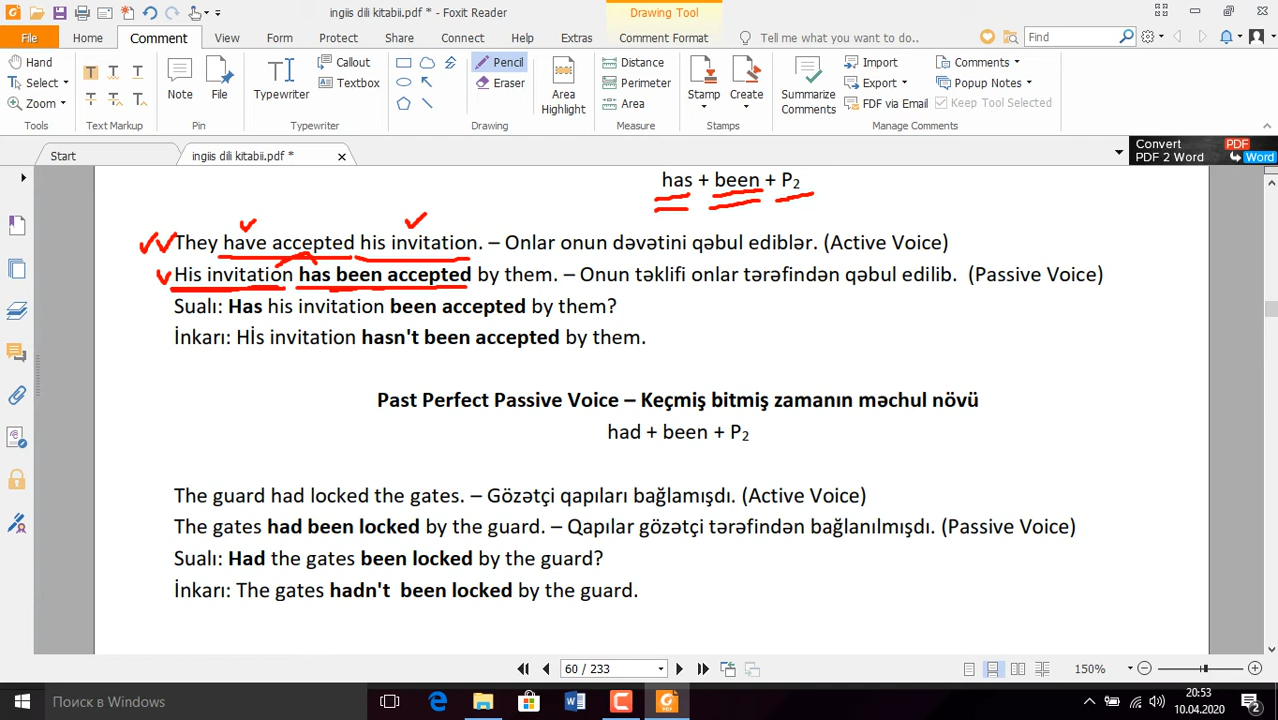 ingiis dili kitabii.pdf * - Foxit Reader
Drawing Tool
File Home Comment View Form Protect Share Connect Help Extras Comment Format Tell me what you want to do.. Find
Hand
Select
Zoom
Tools
T T T
T T T
Text Markup
Note
File
Pin
Typewriter
Callout
Textbox
Typewriter
Pencil
Eraser
Drawing
Area Highlight
Distance
Perimeter
Area
Measure
Stamp
Create
Stamps
Summarize Comments
Import
Export
FDF via Email
Comments
Popup Notes
Keep Tool Selected
Manage Comments
Start
ingiis dili kitabii.pdf *
Convert PDF
PDF 2 Word Word
has + been + P₂
They have accepted his invitation. – Onlar onun dəvətini qəbul ediblər. (Active Voice)
His invitation has been accepted by them. – Onun təklifi onlar tərəfindən qəbul edilib. (Passive Voice)
Sualı: Has his invitation been accepted by them?
İnkarı: Hİs invitation hasn't been accepted by them.
Past Perfect Passive Voice – Keçmiş bitmiş zamanın məchul növü
had + been + P₂
The guard had locked the gates. – Gözətçi qapıları bağlamışdı. (Active Voice)
The gates had been locked by the guard. – Qapılar gözətçi tərəfindən bağlanılmışdı. (Passive Voice)
Sualı: Had the gates been locked by the guard?
İnkarı: The gates hadn't been locked by the guard.
60 / 233
150%
Поиск в Windows
20:53
10.04.2020
2